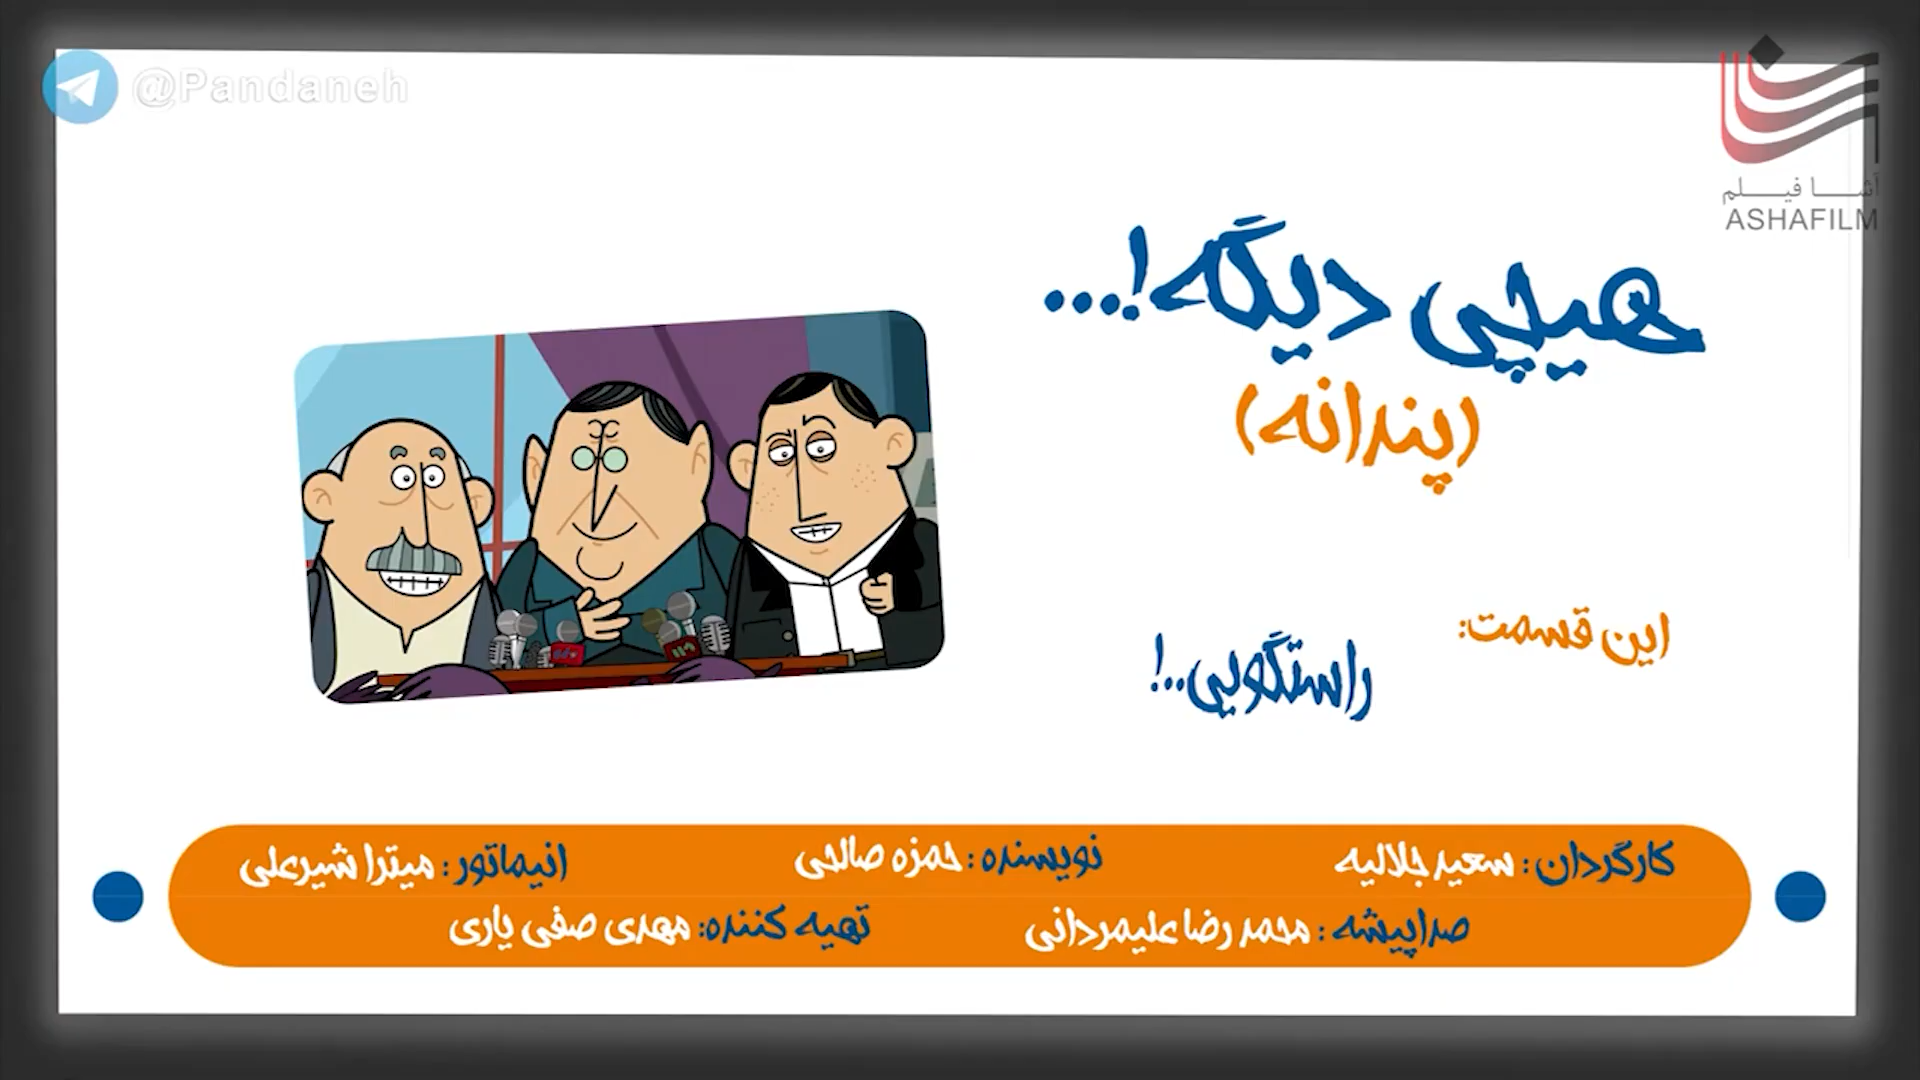 @Pandaneh
آشا فیلم
ASHAFILM
هیچی دیگه!...
(پندانه)
این قسمت:
راستگویی..!
کارگردان: سعید جلالیه
نویسنده: حمزه صالحی
انیماتور: میترا شیرعلی
صداپیشه: محمد رضا علیمردانی
تهیه کننده: مهدی صفی یاری